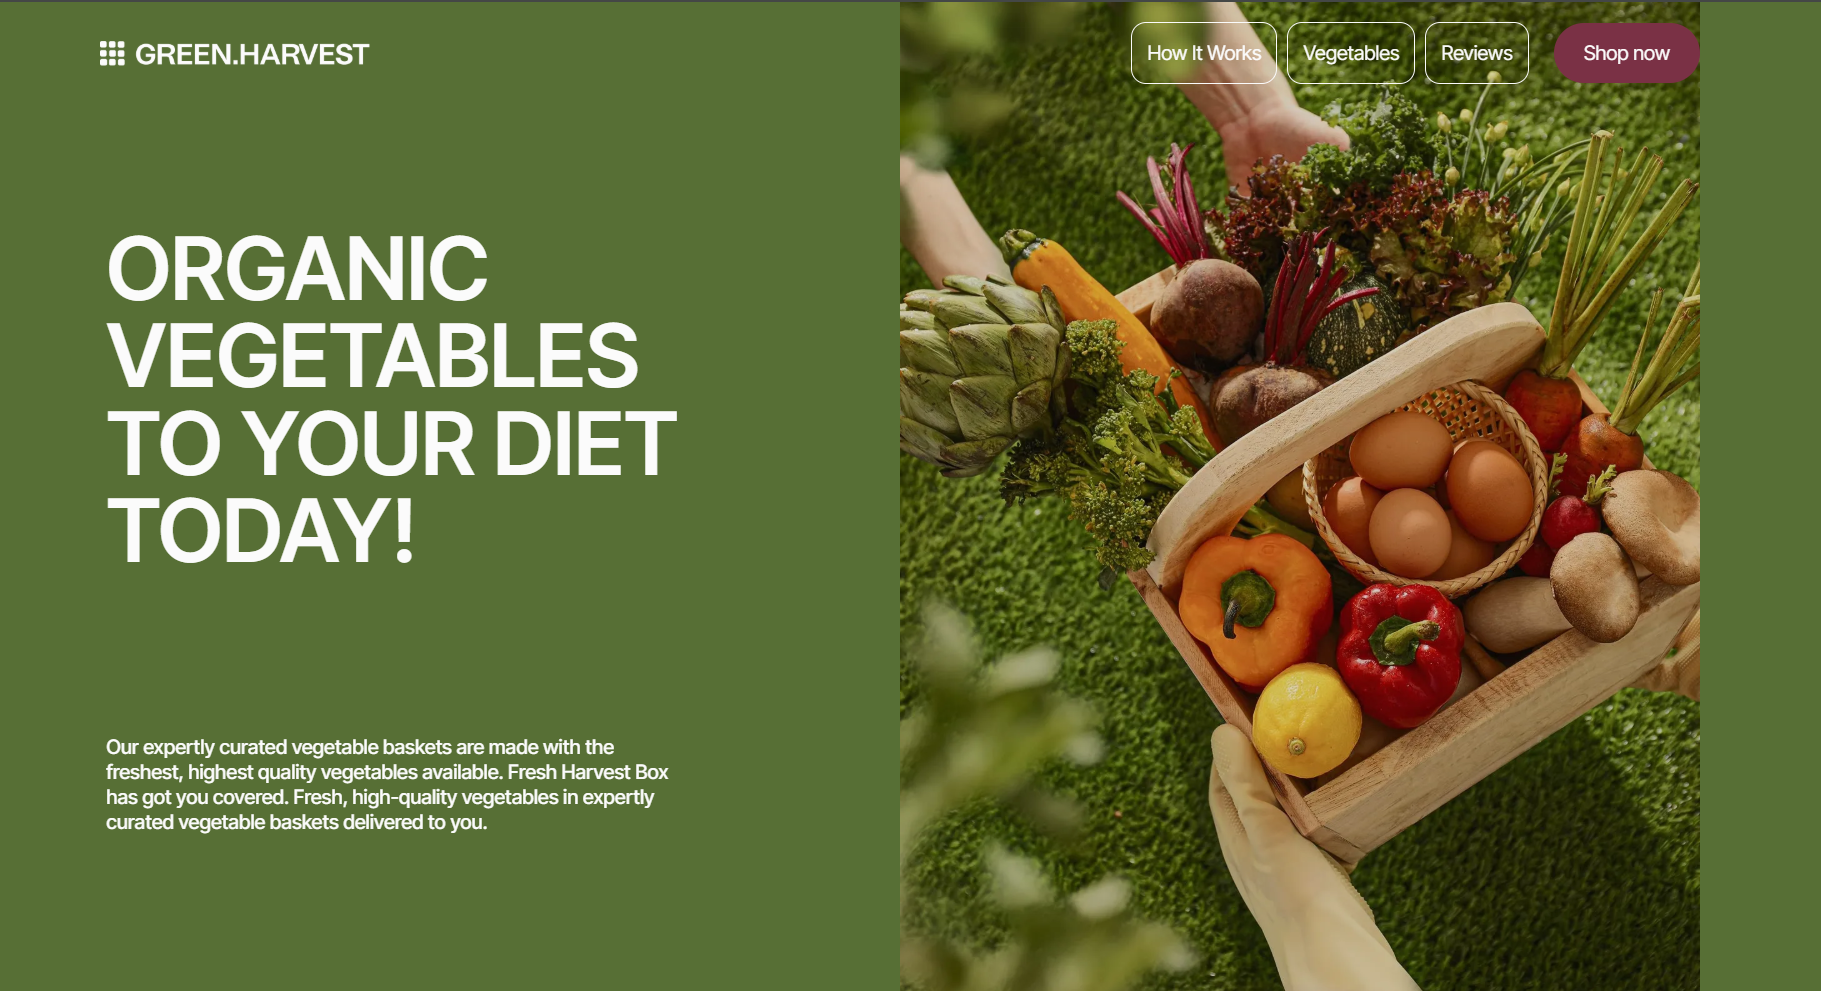 GREEN.HARVEST
How It Works
Vegetables
Reviews
Shop now
ORGANIC
VEGETABLES
TO YOUR DIET
TODAY!
Our expertly curated vegetable baskets are made with the
freshest, highest quality vegetables available. Fresh Harvest Box
has got you covered. Fresh, high-quality vegetables in expertly
curated vegetable baskets delivered to you.